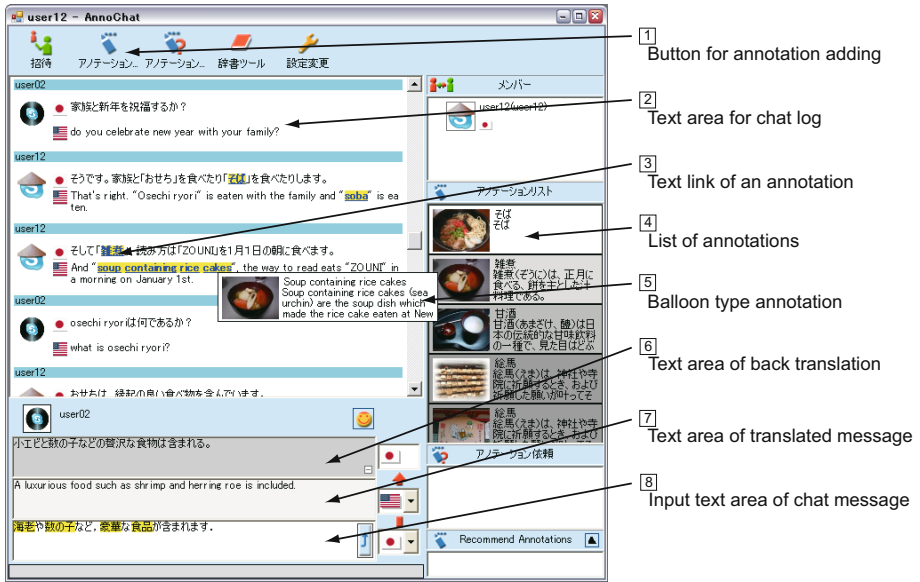 user12 - AnnoChat
招待
アノテーション...
アノテーション...
辞書ツール
設定変更
user02
家族と新年を祝福するか？
do you celebrate new year with your family?
user12
そうです。家族と「おせち」を食べたり「そば」を食べたりします。
That's right. "Osechi ryori" is eaten with the family and "soba" is ea
ten.
user12
そして「雑煮」、読み方は「ZOUNI」を1月1日の朝に食べます。
And "soup containing rice cakes", the way to read eats "ZOUNI" in
a morning on January 1st.
user02
osechi ryoriは何であるか？
what is osechi ryori?
user12
おせちは、縁起の良い食べ物を含んでいます。
Soup containing rice cakes
Soup containing rice cakes (sea
urchin) are the soup dish which
made the rice cake eaten at New
user02
小エビと数の子などの贅沢な食物は含まれる。
A luxurious food such as shrimp and herring roe is included.
海老や数の子など，豪華な食品が含まれます．
メンバー
user12(user12)
アノテーションリスト
そば
そば
雑煮
雑煮(ぞうに)は、正月に
食べる、餅を主とした汁
料理である。
甘酒
甘酒(あまざけ、醴)は日
本の伝統的な甘味飲料
の一種で、見た目はどぶ
絵馬
絵馬(えま)は、神社や寺
院に祈願するとき、および
祈願した願いが叶ってそ
絵馬
絵馬(えま)は、神社や寺
院に祈願するとき、および
アノテーション依頼
Recommend Annotations
1
Button for annotation adding
2
Text area for chat log
3
Text link of an annotation
4
List of annotations
5
Balloon type annotation
6
Text area of back translation
7
Text area of translated message
8
Input text area of chat message